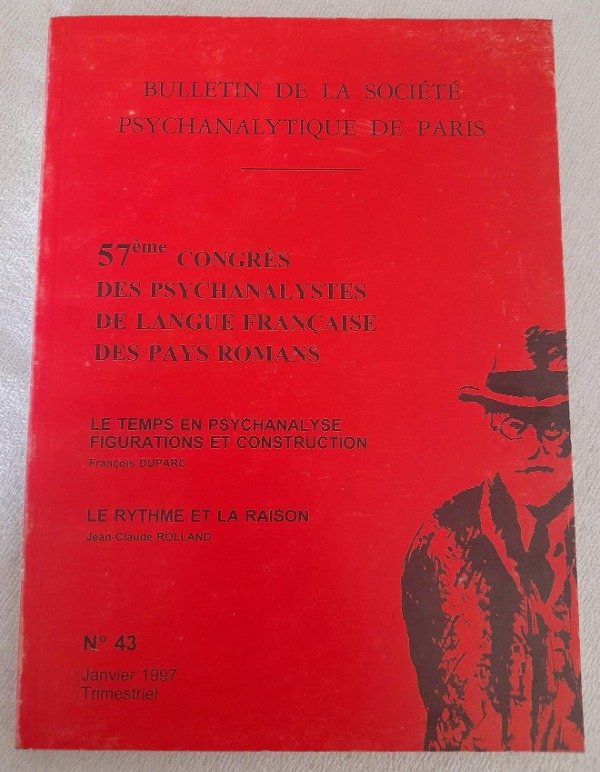 BULLETIN DE LA SOCIÉTÉ
PSYCHANALYTIQUE DE PARIS
57ème CONGRÈS
DES PSYCHANALYSTES
DE LANGUE FRANÇAISE
DES PAYS ROMANS
LE TEMPS EN PSYCHANALYSE
FIGURATIONS ET CONSTRUCTION
François DUPARC
LE RYTHME ET LA RAISON
Jean-Claude ROLLAND
N° 43
Janvier 1997
Trimestriel